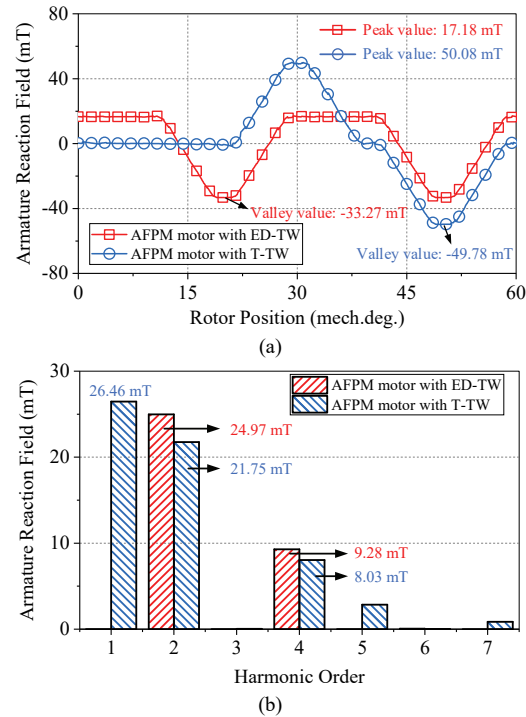 Peak value: 17.18 mT
Peak value: 50.08 mT
80
40
0
-40
-80
Armature Reaction Field (mT)
Valley value: -33.27 mT
AFPM motor with ED-TW
AFPM motor with T-TW
Valley value: -49.78 mT
0 15 30 45 60
Rotor Position (mech.deg.)
(a)
30
20
10
0
Armature Reaction Field (mT)
26.46 mT
AFPM motor with ED-TW
AFPM motor with T-TW
24.97 mT
21.75 mT
9.28 mT
8.03 mT
1 2 3 4 5 6 7
Harmonic Order
(b)